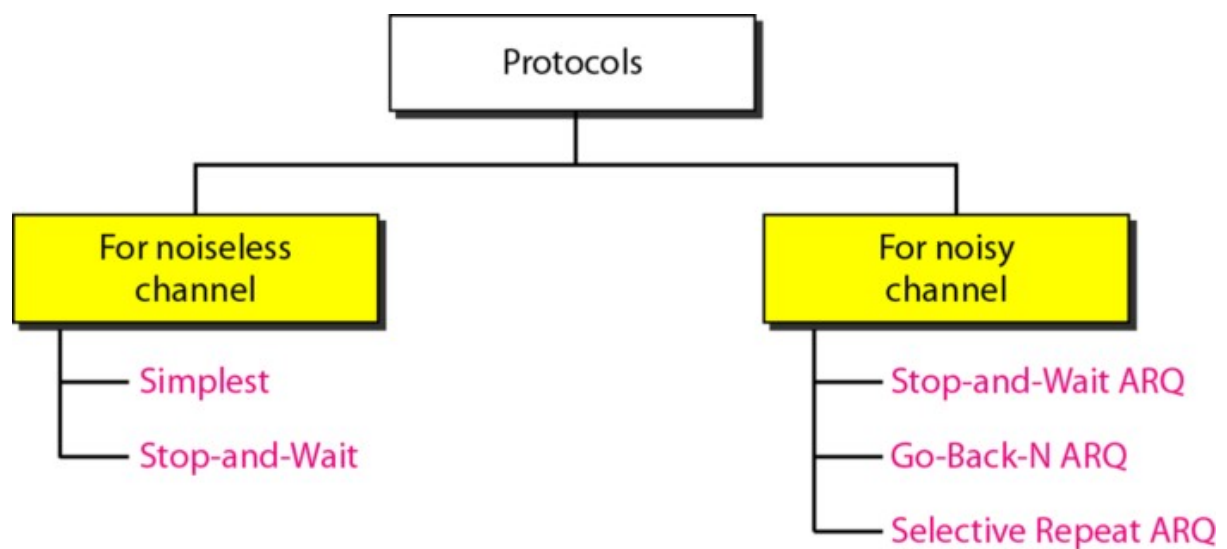 Protocols
For noiseless
channel
For noisy
channel
Simplest
Stop-and-Wait
Stop-and-Wait ARQ
Go-Back-N ARQ
Selective Repeat ARQ